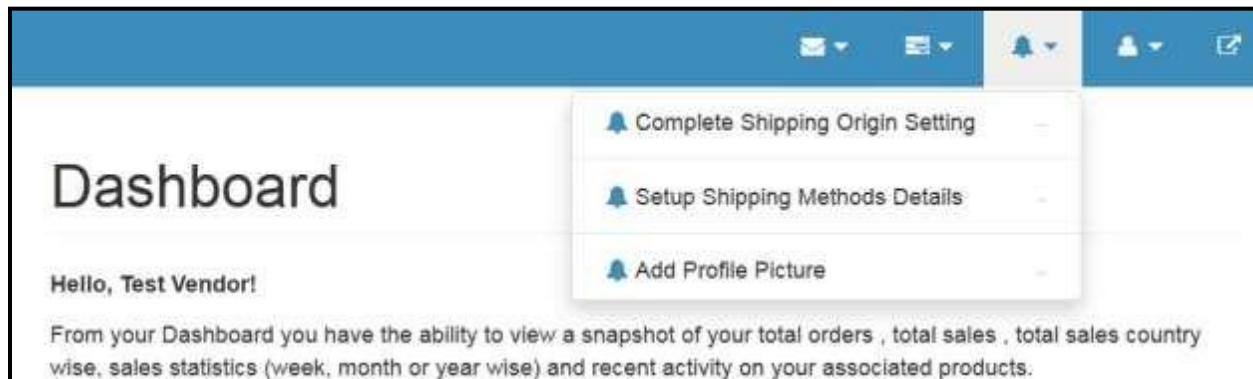 Complete Shipping Origin Setting
Dashboard
Setup Shipping Methods Details
Add Profile Picture
Hello, Test Vendor!
From your Dashboard you have the ability to view a snapshot of your total orders , total sales , total sales country
wise, sales statistics (week, month or year wise) and recent activity on your associated products.